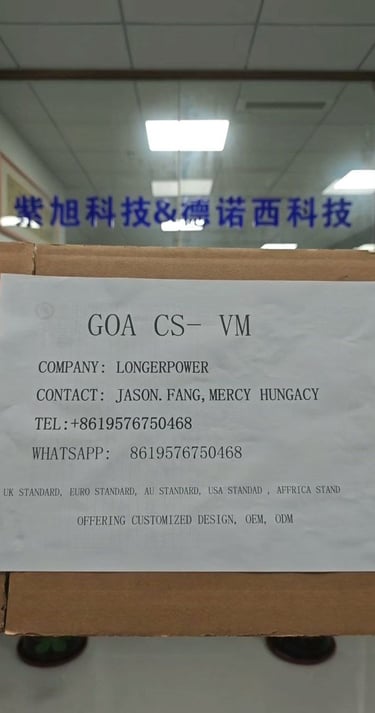 紫旭科技&德诺西科技
GOA CS- VM
COMPANY: LONGERPOWER
CONTACT: JASON.FANG,MERCY HUNGACY
TEL:+8619576750468
WHATSAPP: 8619576750468
UK STANDARD, EURO STANDARD, AU STANDARD, USA STANDAD , AFFRICA STAND
OFFERING CUSTOMIZED DESIGN, OEM, ODM